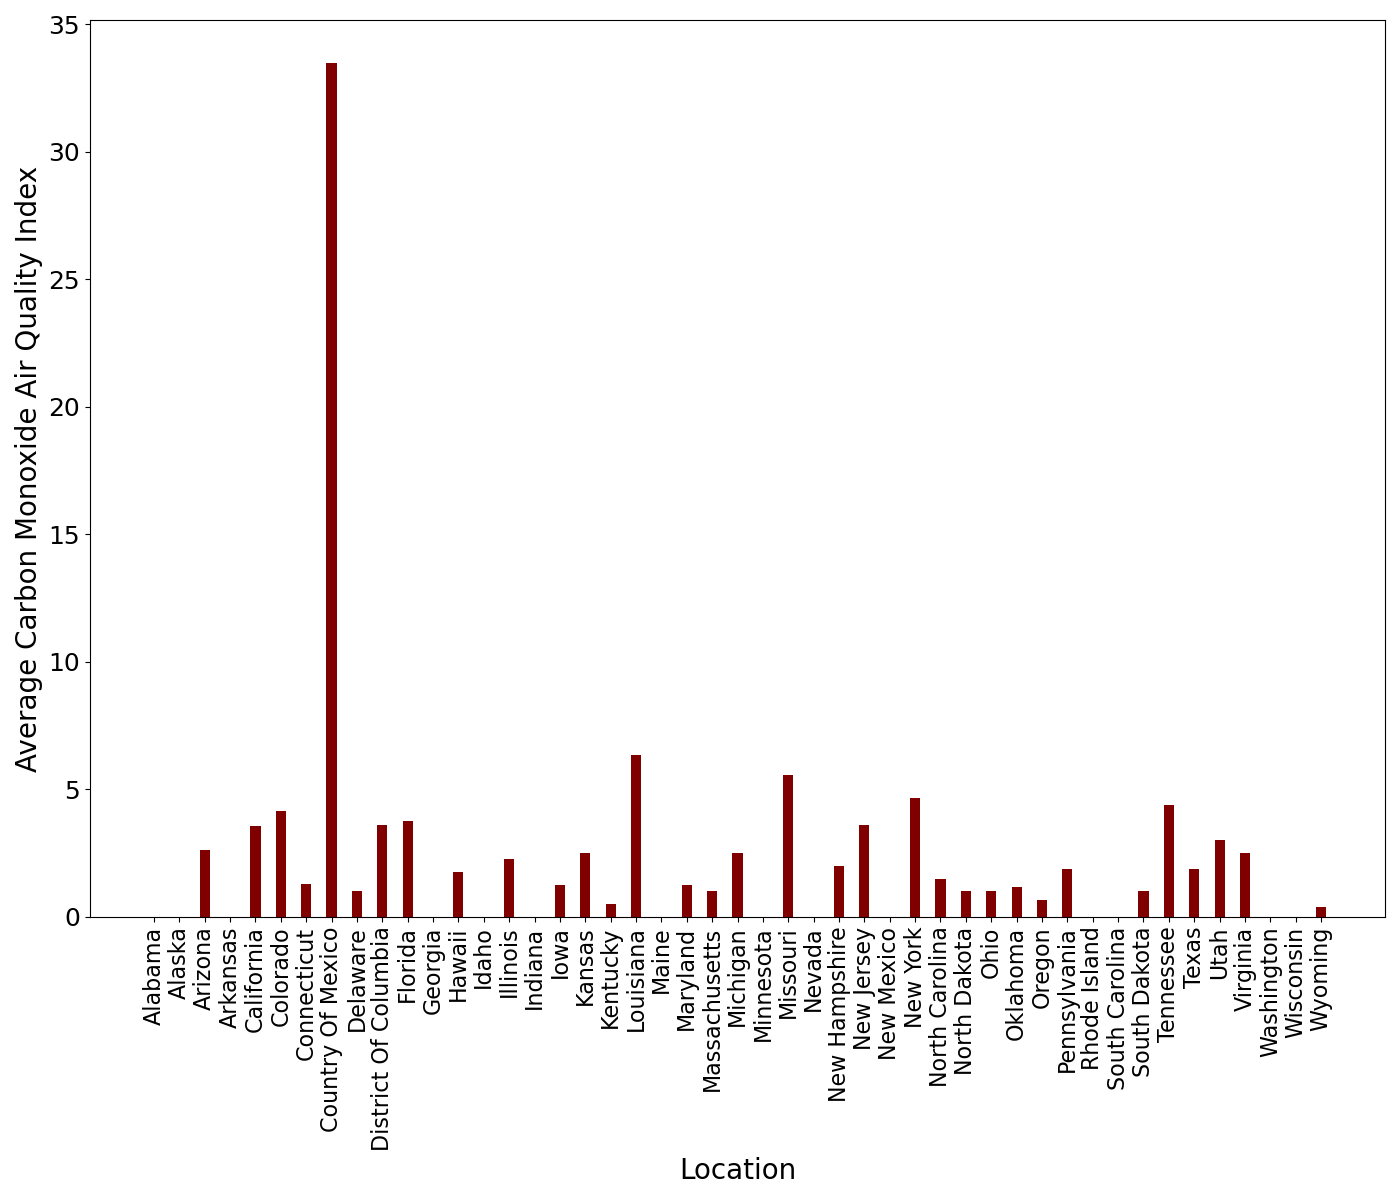 35
30
25
20
15
10
5
0
Average Carbon Monoxide Air Quality Index
Alabama
Alaska
Arizona
Arkansas
California
Colorado
Connecticut
Country Of Mexico
Delaware
District Of Columbia
Florida
Georgia
Hawaii
Idaho
Illinois
Indiana
Iowa
Kansas
Kentucky
Louisiana
Maine
Maryland
Massachusetts
Michigan
Minnesota
Missouri
Nevada
New Hampshire
New Jersey
New Mexico
New York
North Carolina
North Dakota
Ohio
Oklahoma
Oregon
Pennsylvania
Rhode Island
South Carolina
South Dakota
Tennessee
Texas
Utah
Virginia
Washington
Wisconsin
Wyoming
Location